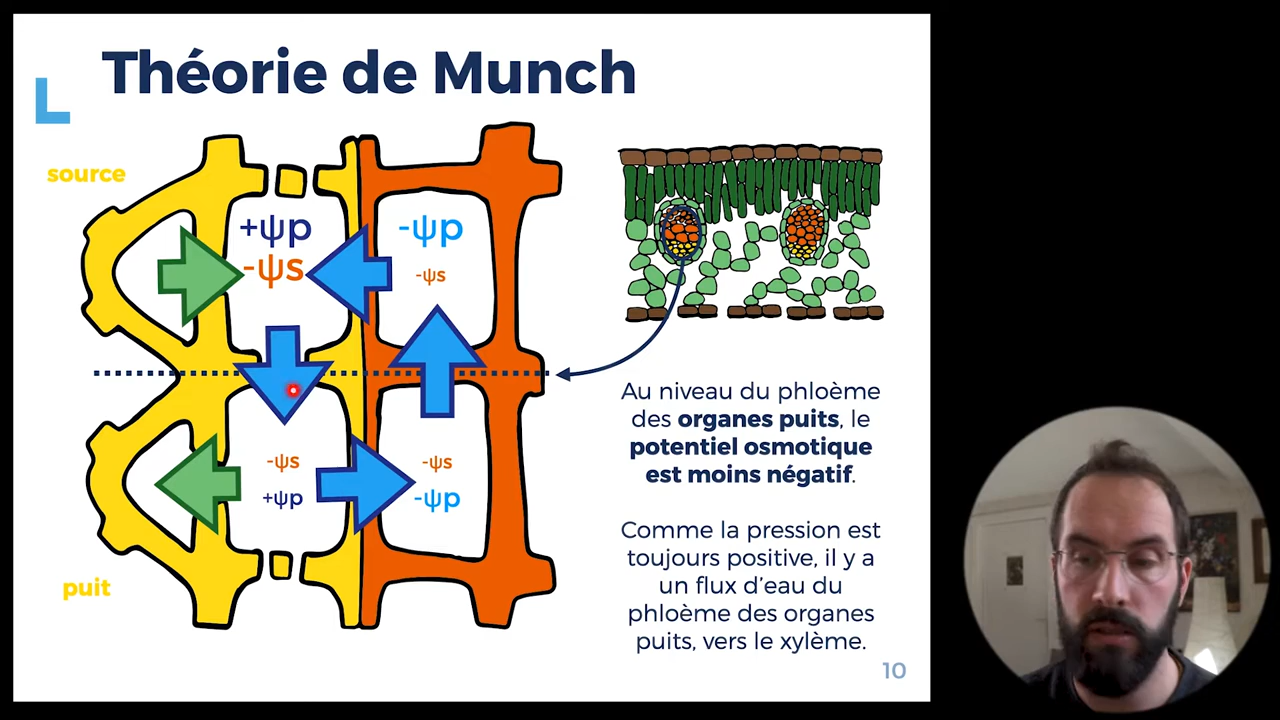 Théorie de Munch
source
+ψp
-ψs
-ψp
-ψs
-ψs
+ψp
-ψs
-ψp
puit
Au niveau du phloème
des organes puits, le
potentiel osmotique
est moins négatif.
Comme la pression est
toujours positive, il y a
un flux d'eau du
phloème des organes
puits, vers le xylème.
10